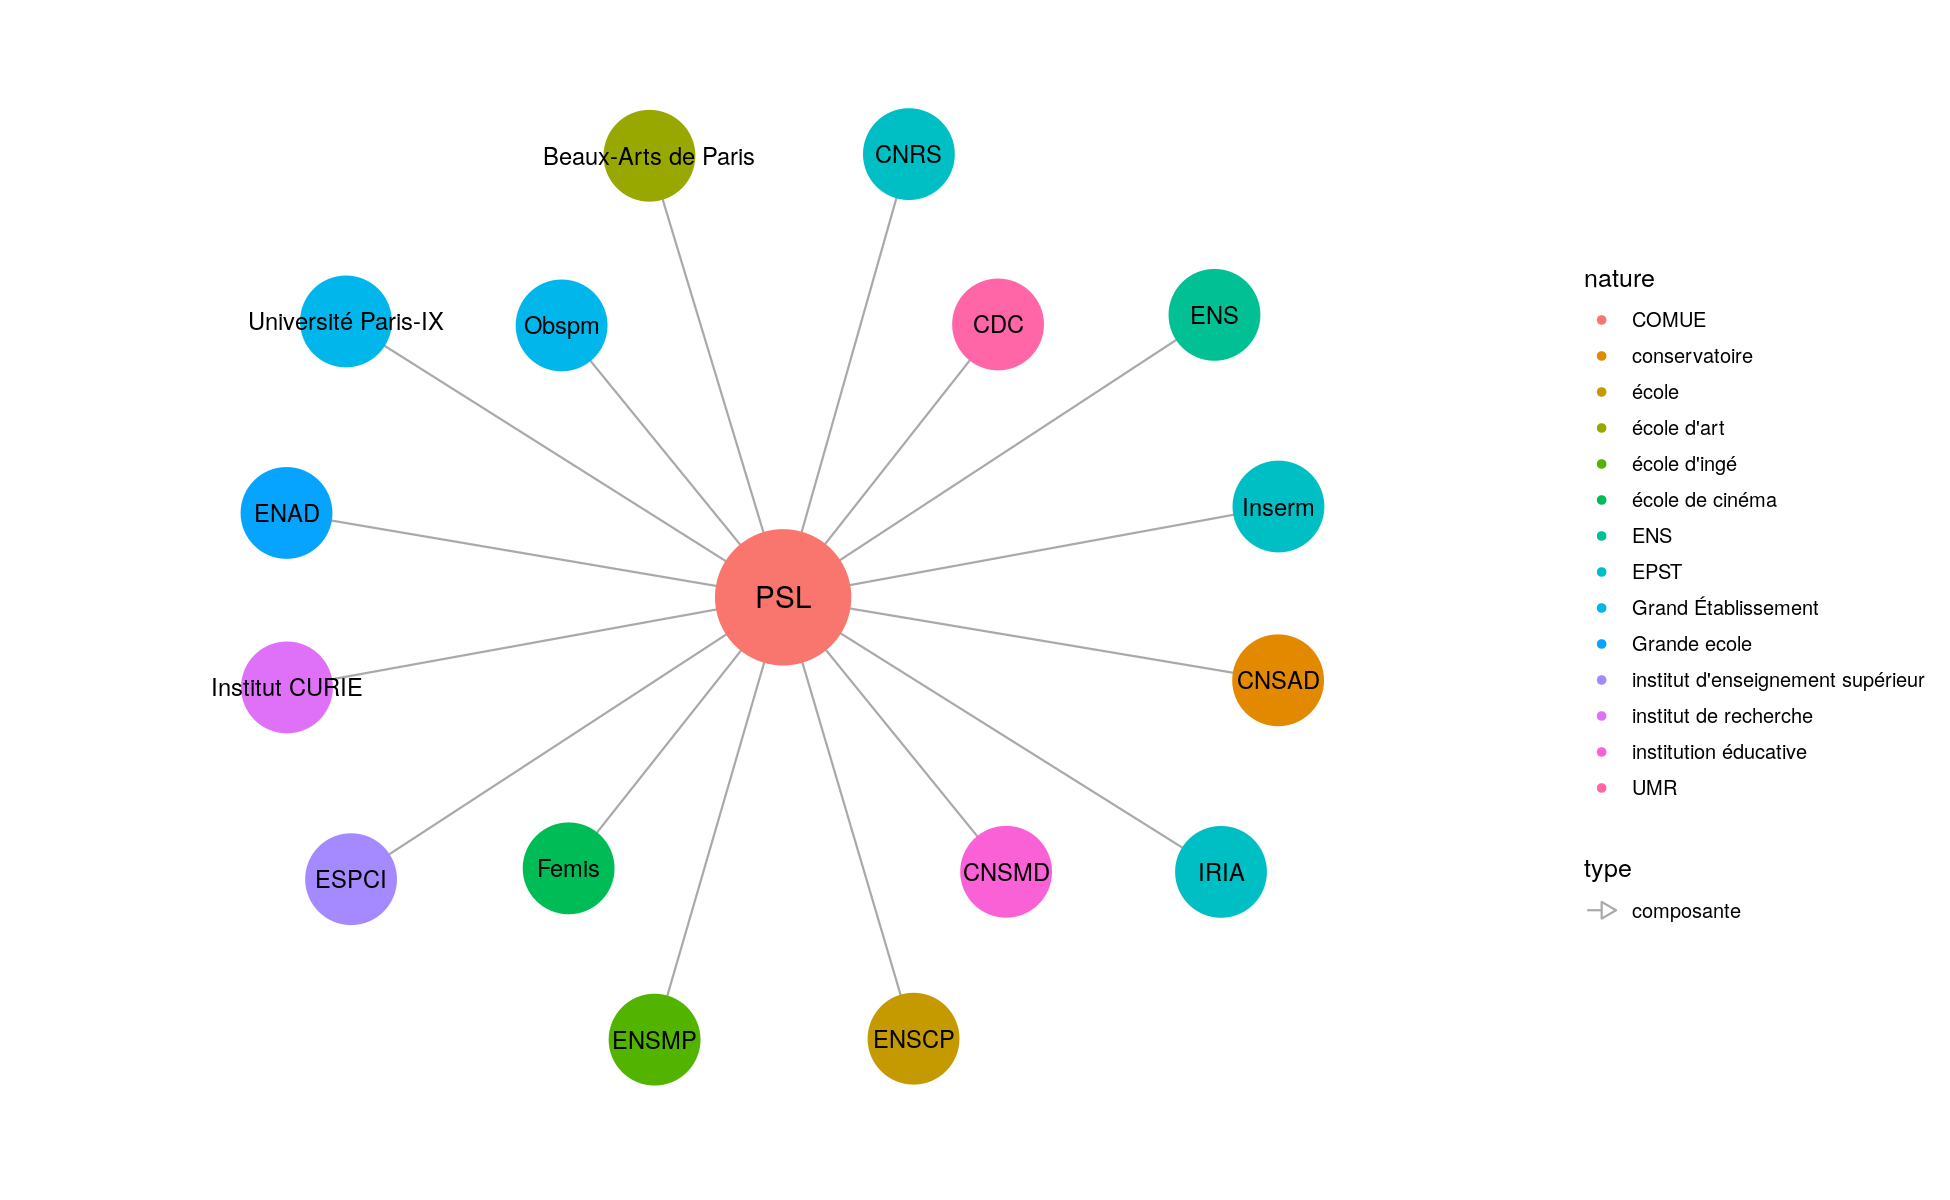 Beaux-Arts de Paris
CNRS
Université Paris-IX
Obspm
CDC
ENS
ENAD
Inserm
PSL
Institut CURIE
CNSAD
ESPCI
Femis
CNSMD
IRIA
ENSMP
ENSCP
nature
COMUE
conservatoire
école
école d'art
école d'ingé
école de cinéma
ENS
EPST
Grand Établissement
Grande ecole
institut d'enseignement supérieur
institut de recherche
institution éducative
UMR
type
composante